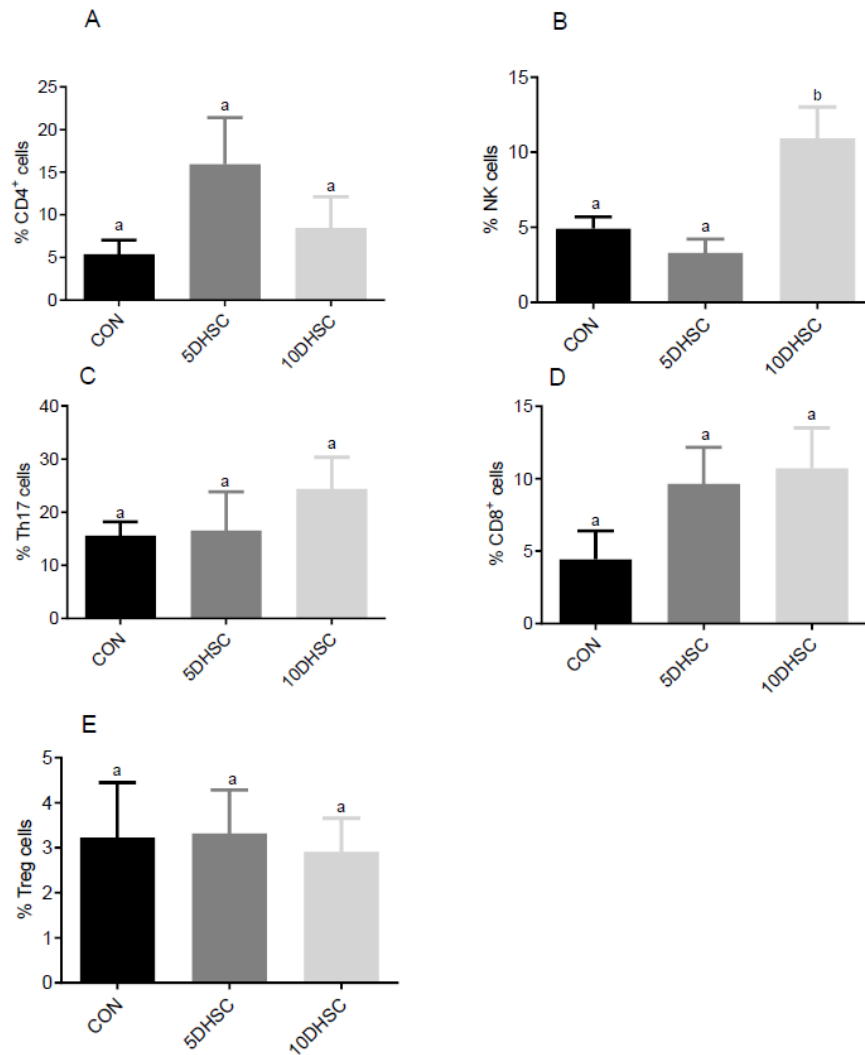 A
25
20
15
10
5
0
% CD4⁺ cells
a
a
a
CON
5DHSC
10DHSC
B
15
10
5
0
% NK cells
a
a
b
CON
5DHSC
10DHSC
C
40
30
20
10
0
% Th17 cells
a
a
a
CON
5DHSC
10DHSC
D
15
10
5
0
% CD8⁺ cells
a
a
a
CON
5DHSC
10DHSC
E
5
4
3
2
1
0
% Treg cells
a
a
a
CON
5DHSC
10DHSC